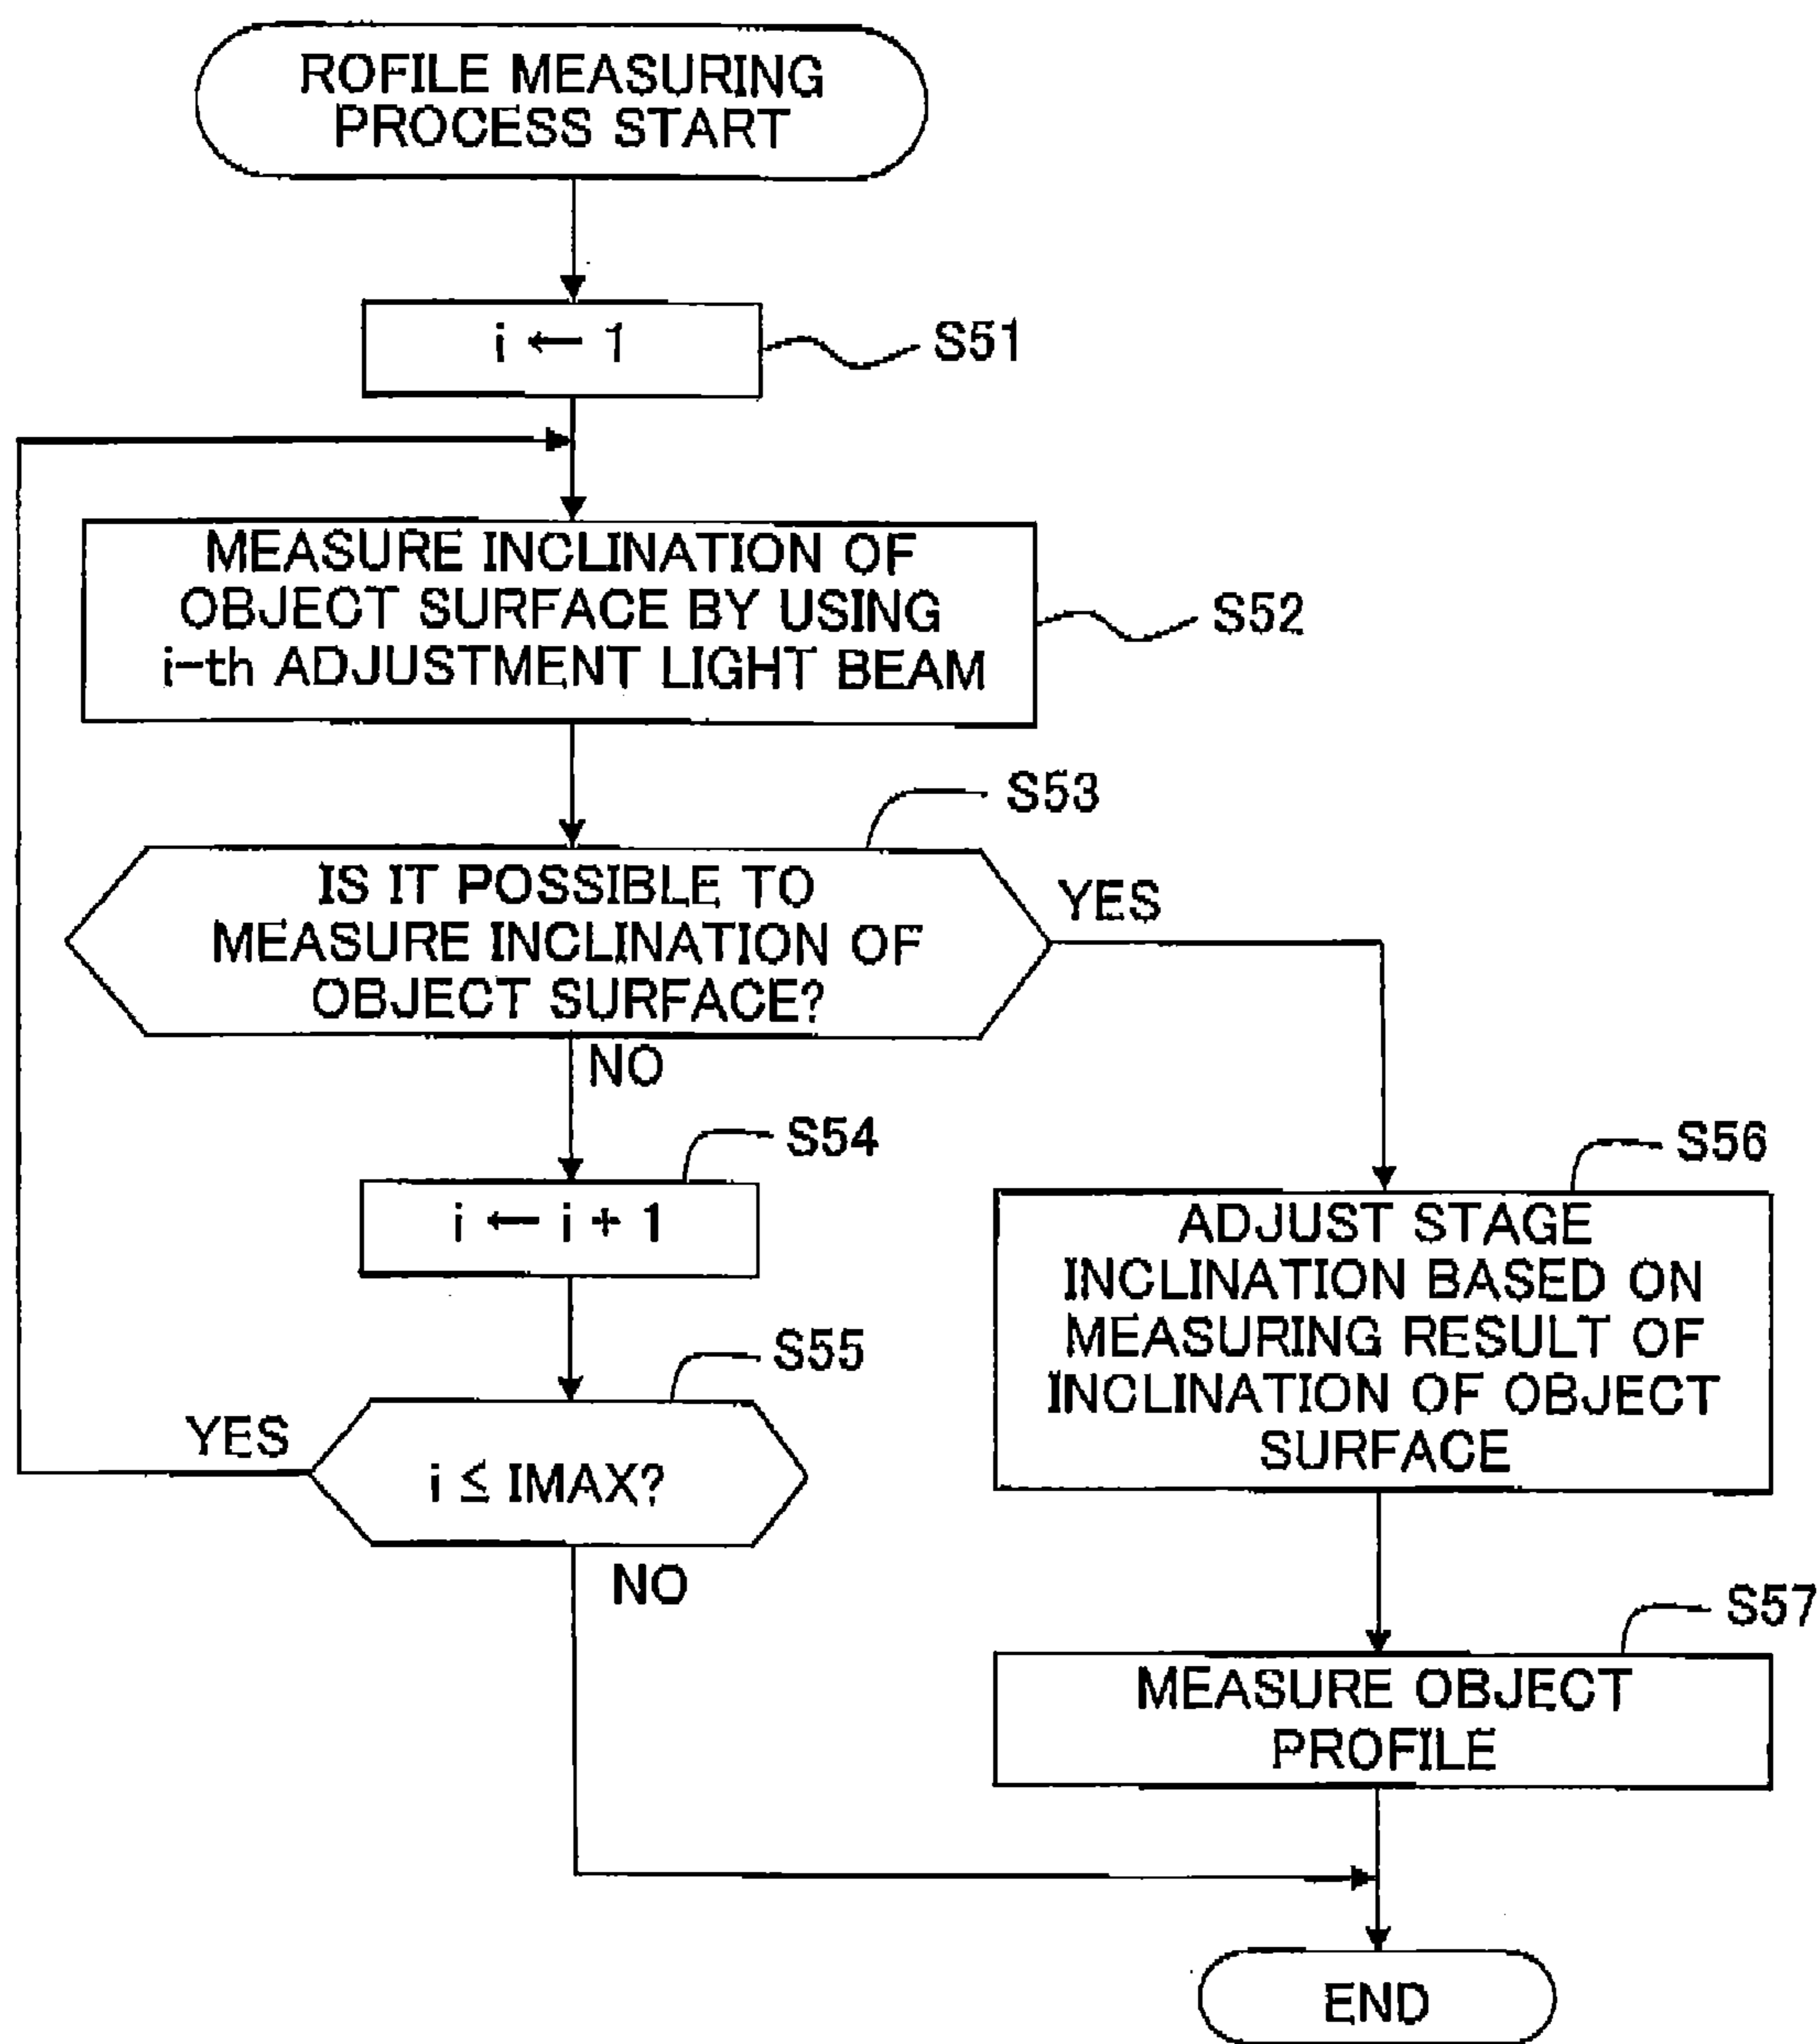 ROFILE MEASURING
PROCESS START
i ← 1
S51
MEASURE INCLINATION OF
OBJECT SURFACE BY USING
i-th ADJUSTMENT LIGHT BEAM
S52
S53
IS IT POSSIBLE TO
MEASURE INCLINATION OF
OBJECT SURFACE?
YES
NO
S54
i ← i + 1
S55
i ≤ IMAX?
YES
NO
S56
ADJUST STAGE
INCLINATION BASED ON
MEASURING RESULT OF
INCLINATION OF OBJECT
SURFACE
S57
MEASURE OBJECT
PROFILE
END